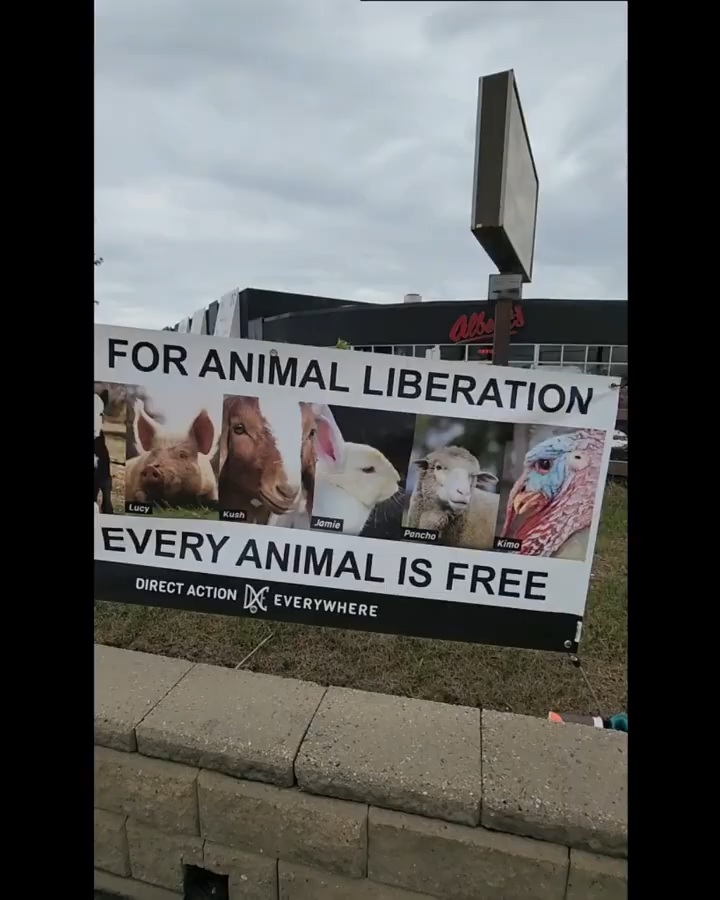 FOR ANIMAL LIBERATION
Lucy
Kush
Jamie
Pancho
Kimo
EVERY ANIMAL IS FREE
DIRECT ACTION EVERYWHERE